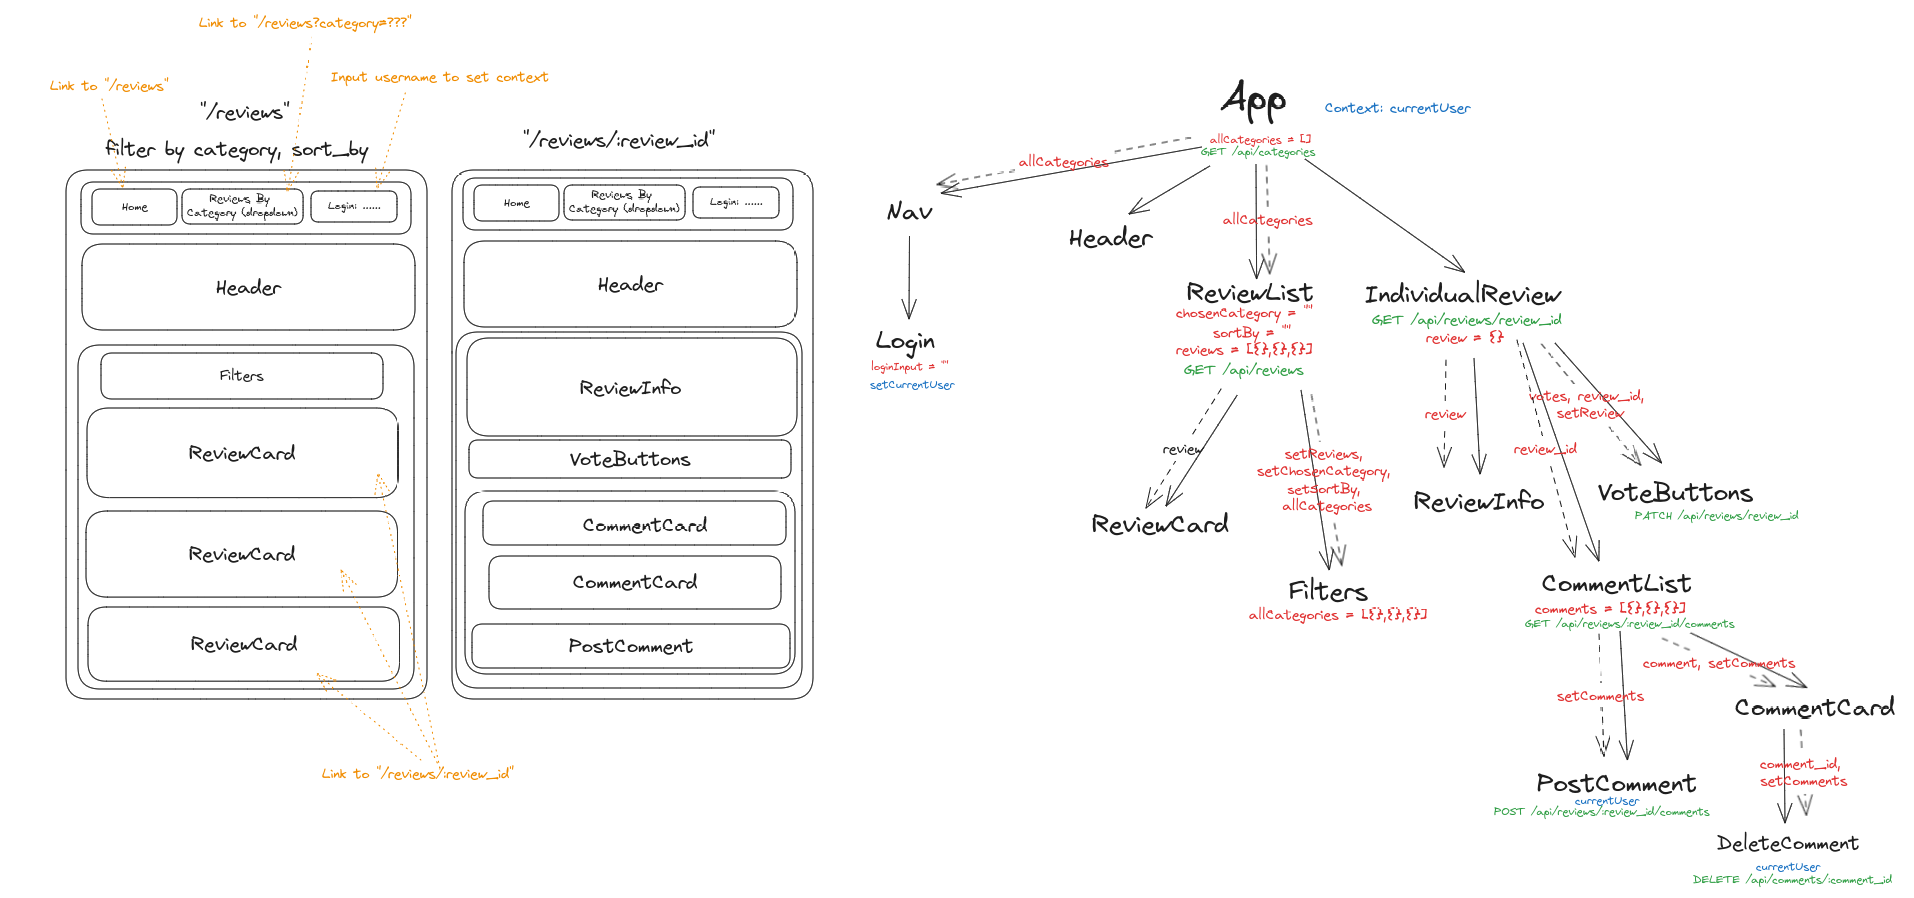 Link to "/reviews?category=???"
Link to "/reviews"
Input username to set context
"/reviews"
filter by category, sort_by
Home
Reviews By
Category (dropdown)
Login: ......
Header
Filters
ReviewCard
ReviewCard
ReviewCard
Link to "/reviews/:review_id"
"/reviews/:review_id"
Home
Reviews By
Category (dropdown)
Login: ......
Header
ReviewInfo
VoteButtons
CommentCard
CommentCard
PostComment
App
Context: currentUser
allCategories = []
GET /api/categories
allCategories
Nav
Login
loginInput = ""
setCurrentUser
Header
allCategories
ReviewList
chosenCategory = ""
sortBy = ""
reviews = [{},{},{}]
GET /api/reviews
review
ReviewCard
setReviews,
setChosenCategory,
setSortBy,
allCategories
Filters
allCategories = [{},{},{}]
IndividualReview
GET /api/reviews/review_id
review = {}
review
ReviewInfo
votes, review_id,
setReview
VoteButtons
PATCH /api/reviews/review_id
review_id
CommentList
comments = [{},{},{}]
GET /api/reviews/:review_id/comments
setComments
PostComment
currentUser
POST /api/reviews/:review_id/comments
comment, setComments
CommentCard
comment_id,
setComments
DeleteComment
currentUser
DELETE /api/comments/:comment_id